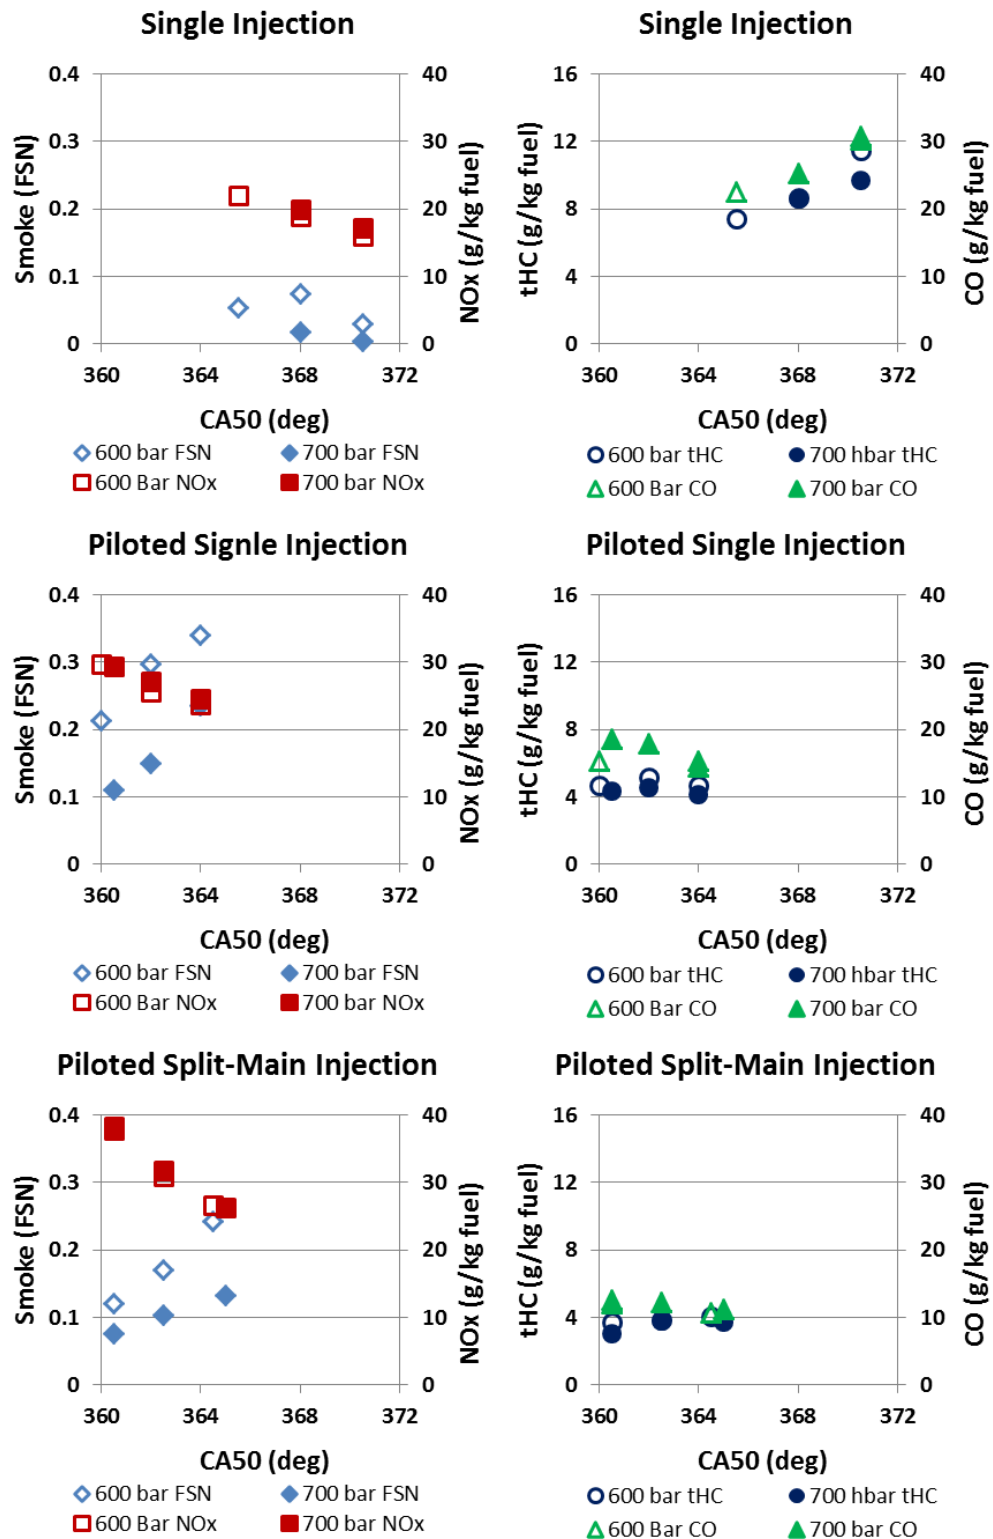 Single Injection
Single Injection
0.4 40 16 40
0.3 30 12 30
0.2 20 8 20
0.1 10 4 10
0 0 0 0
Smoke (FSN)
NOx (g/kg fuel)
tHC (g/kg fuel)
CO (g/kg fuel)
360 364 368 372
360 364 368 372
CA50 (deg)
CA50 (deg)
600 bar FSN 700 bar FSN
600 bar tHC 700 hbar tHC
600 Bar NOx 700 bar NOx
600 Bar CO 700 bar CO
Piloted Signle Injection
Piloted Single Injection
0.4 40 16 40
0.3 30 12 30
0.2 20 8 20
0.1 10 4 10
0 0 0 0
Smoke (FSN)
NOx (g/kg fuel)
tHC (g/kg fuel)
CO (g/kg fuel)
360 364 368 372
360 364 368 372
CA50 (deg)
CA50 (deg)
600 bar FSN 700 bar FSN
600 bar tHC 700 hbar tHC
600 Bar NOx 700 bar NOx
600 Bar CO 700 bar CO
Piloted Split-Main Injection
Piloted Split-Main Injection
0.4 40 16 40
0.3 30 12 30
0.2 20 8 20
0.1 10 4 10
0 0 0 0
Smoke (FSN)
NOx (g/kg fuel)
tHC (g/kg fuel)
CO (g/kg fuel)
360 364 368 372
360 364 368 372
CA50 (deg)
CA50 (deg)
600 bar FSN 700 bar FSN
600 bar tHC 700 hbar tHC
600 Bar NOx 700 bar NOx
600 Bar CO 700 bar CO